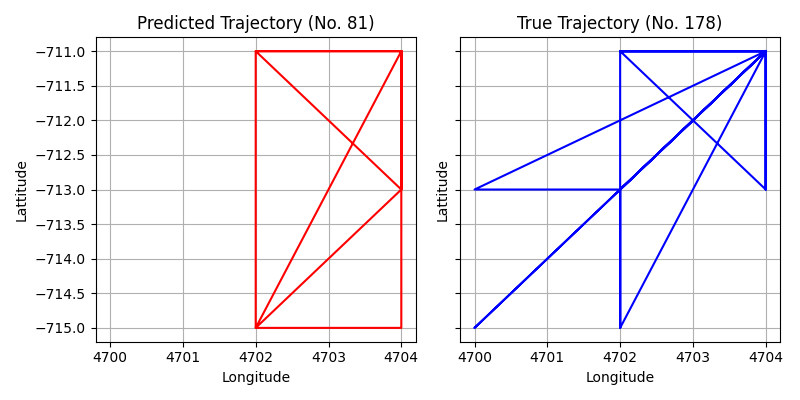 Predicted Trajectory (No. 81)
Lattitude
−711.0
−711.5
−712.0
−712.5
−713.0
−713.5
−714.0
−714.5
−715.0
4700 4701 4702 4703 4704
Longitude
True Trajectory (No. 178)
Lattitude
4700 4701 4702 4703 4704
Longitude